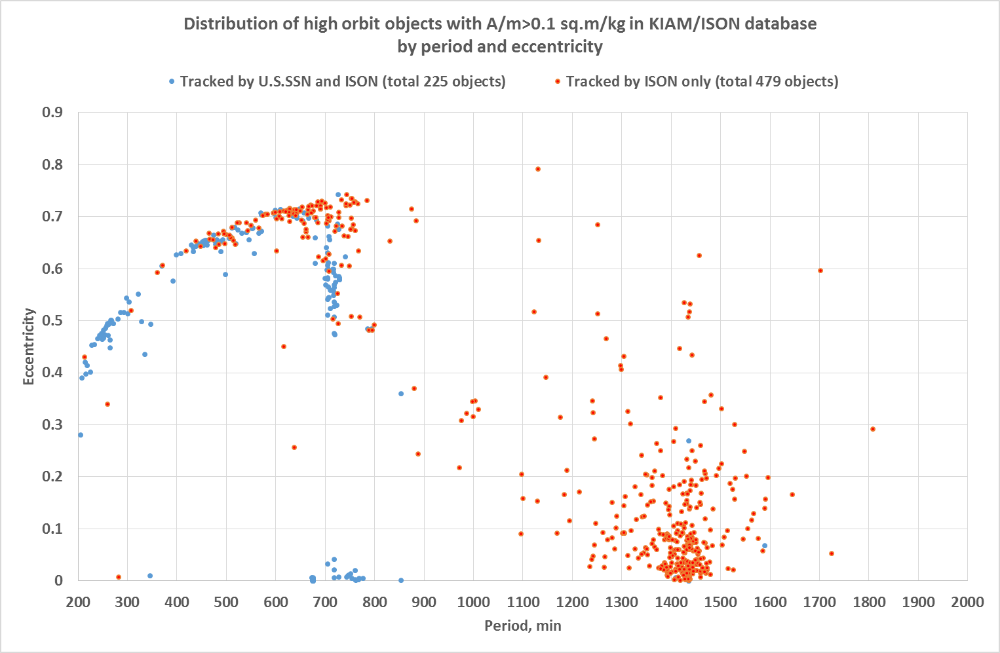 Distribution of high orbit objects with A/m>0.1 sq.m/kg in KIAM/ISON database
by period and eccentricity
Tracked by U.S.SSN and ISON (total 225 objects) Tracked by ISON only (total 479 objects)
0.9
0.8
0.7
0.6
0.5
0.4
0.3
0.2
0.1
0
Eccentricity
200 300 400 500 600 700 800 900 1000 1100 1200 1300 1400 1500 1600 1700 1800 1900 2000
Period, min